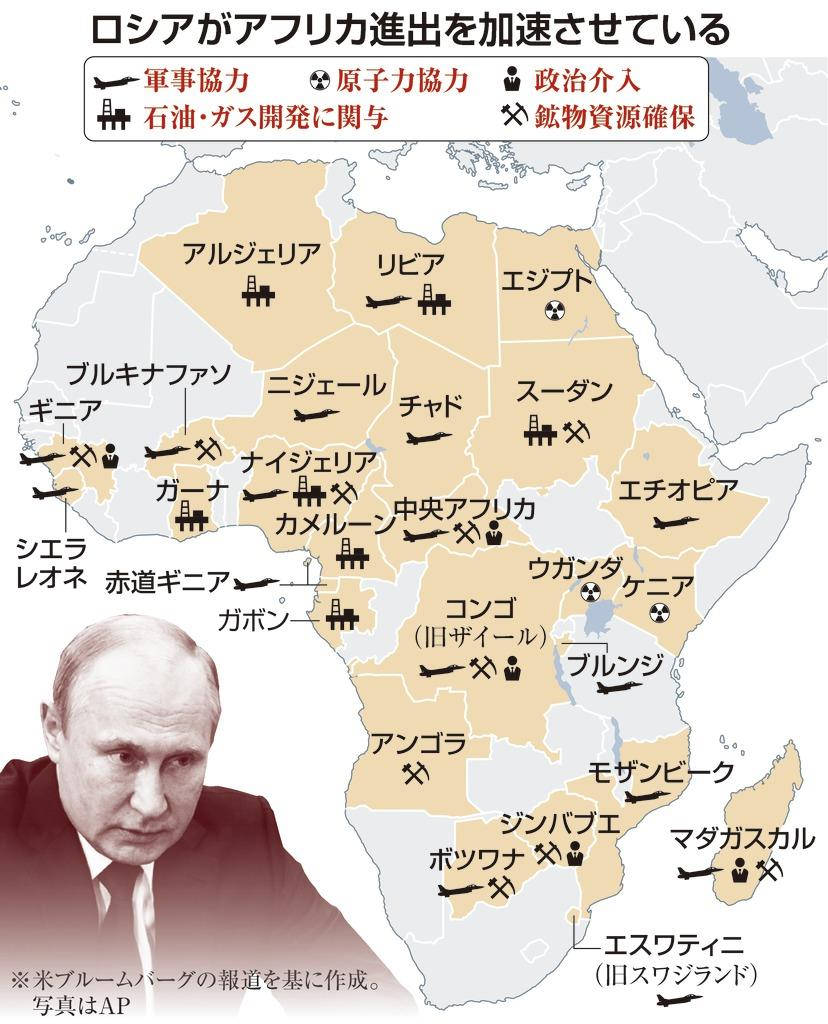 ロシアがアフリカ進出を加速させている
軍事協力 原子力協力 政治介入
石油・ガス開発に関与 鉱物資源確保
アルジェリア
リビア
エジプト
ブルキナファソ
ニジェール
チャド
スーダン
ギニア
ナイジェリア
ガーナ
カメルーン
中央アフリカ
エチオピア
シエラ
レオネ
赤道ギニア
ガボン
ウガンダ
ケニア
コンゴ
（旧ザイール）
ブルンジ
アンゴラ
モザンビーク
ジンバブエ
ボツワナ
マダガスカル
エスワティニ
（旧スワジランド）
※米ブルームバーグの報道を基に作成。
写真はAP